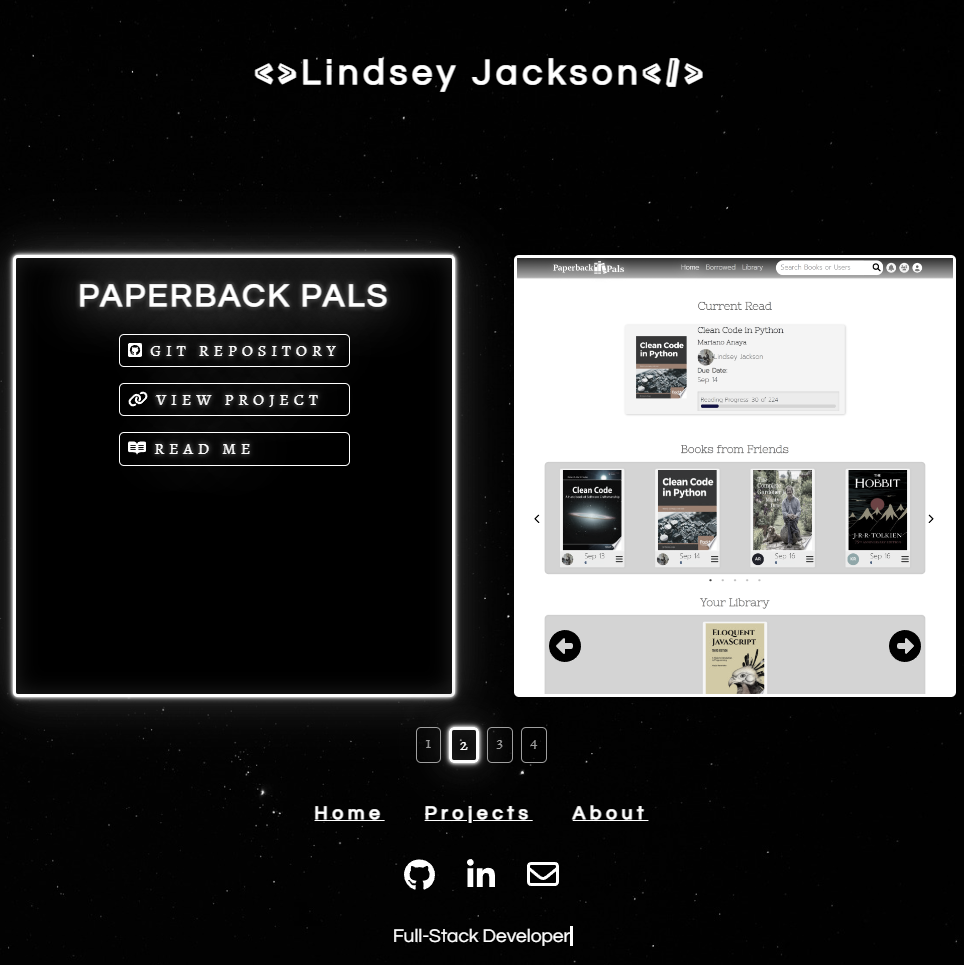 <>Lindsey Jackson</>
PAPERBACK PALS
GIT REPOSITORY
VIEW PROJECT
READ ME
Paperback Pals
Home Borrowed Library
Search Books or Users
Current Read
Clean Code in Python
Clean Code in Python
Mariano Anaya
Lindsey Jackson
Due Date:
Sep 14
Reading Progress: 30 of 224
Books from Friends
Clean Code
Clean Code in Python
THE
HOBBIT
J·R·R·TOLKIEN
Sep 13
Sep 14
Sep 16
Sep 16
Your Library
ELOQUENT
JAVASCRIPT
1 2 3 4
Home Projects About
Full-Stack Developer